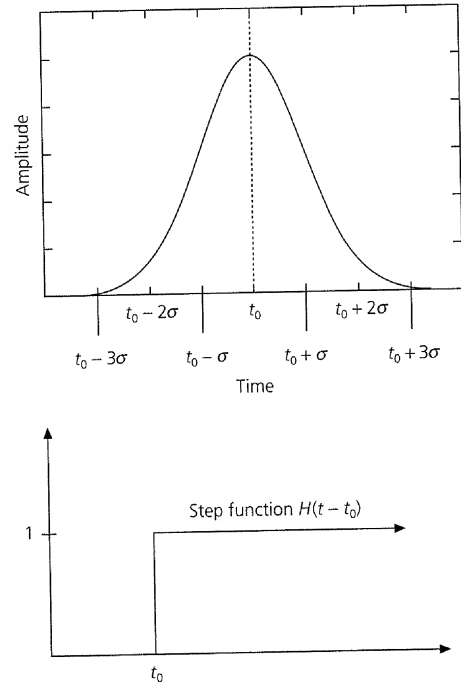 Amplitude
t₀ – 2σ t₀ t₀ + 2σ
t₀ – 3σ t₀ – σ t₀ + σ t₀ + 3σ
Time
Step function H(t – t₀)
1
t₀